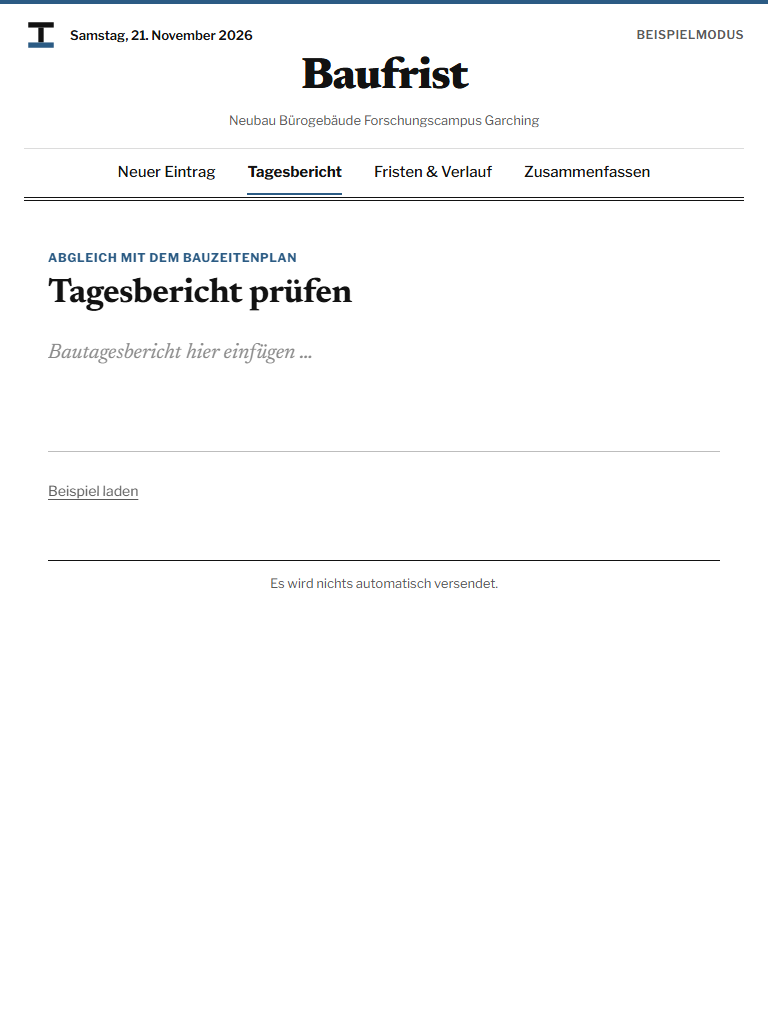 Samstag, 21. November 2026
BEISPIELMODUS
Baufrist
Neubau Bürogebäude Forschungscampus Garching
Neuer Eintrag
Tagesbericht
Fristen & Verlauf
Zusammenfassen
ABGLEICH MIT DEM BAUZEITENPLAN
Tagesbericht prüfen
Bautagesbericht hier einfügen ...
Beispiel laden
Es wird nichts automatisch versendet.